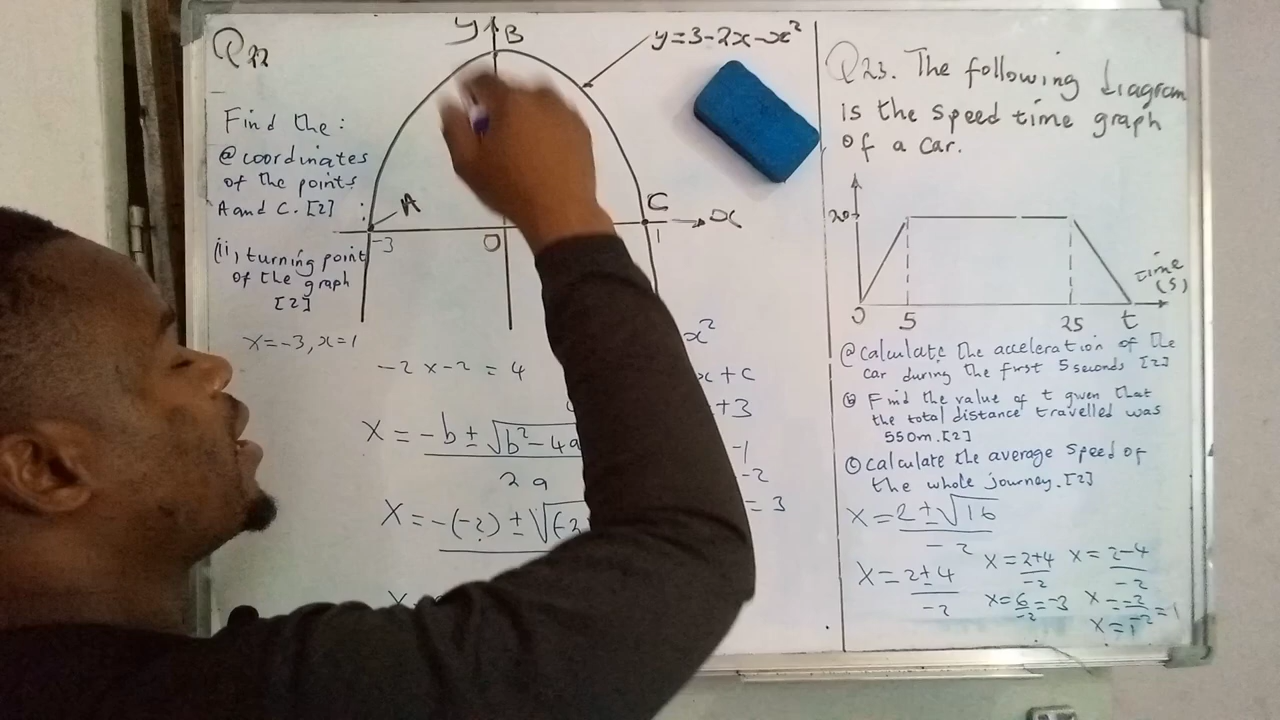 Q22
Find the:
@ coordinates
of the points
A and C. [2]
(ii) turning point
of the graph
[2]
x=-3, x=1
y
B
y=3-2x-x²
A
C
x
-3
0
1
-2 x -2 = 4
x²
x+c
+3
x = -b ± √b²-4a
2a
-1
-2
= 3
x = -(-2) ± √(-2
Q23. The following diagram
is the speed time graph
of a car.
20
0
5
25
t
time
(s)
@ Calculate the acceleration of the
car during the first 5 seconds [2]
ⓑ Find the value of t given that
the total distance travelled was
550m. [2]
ⓒ Calculate the average speed of
the whole journey. [2]
x = 2 ± √16
-2
x = 2 ± 4
-2
x = 2+4
-2
x = 6 = -3
-2
x = 2-4
-2
x = -2 = 1
-2
x = 1